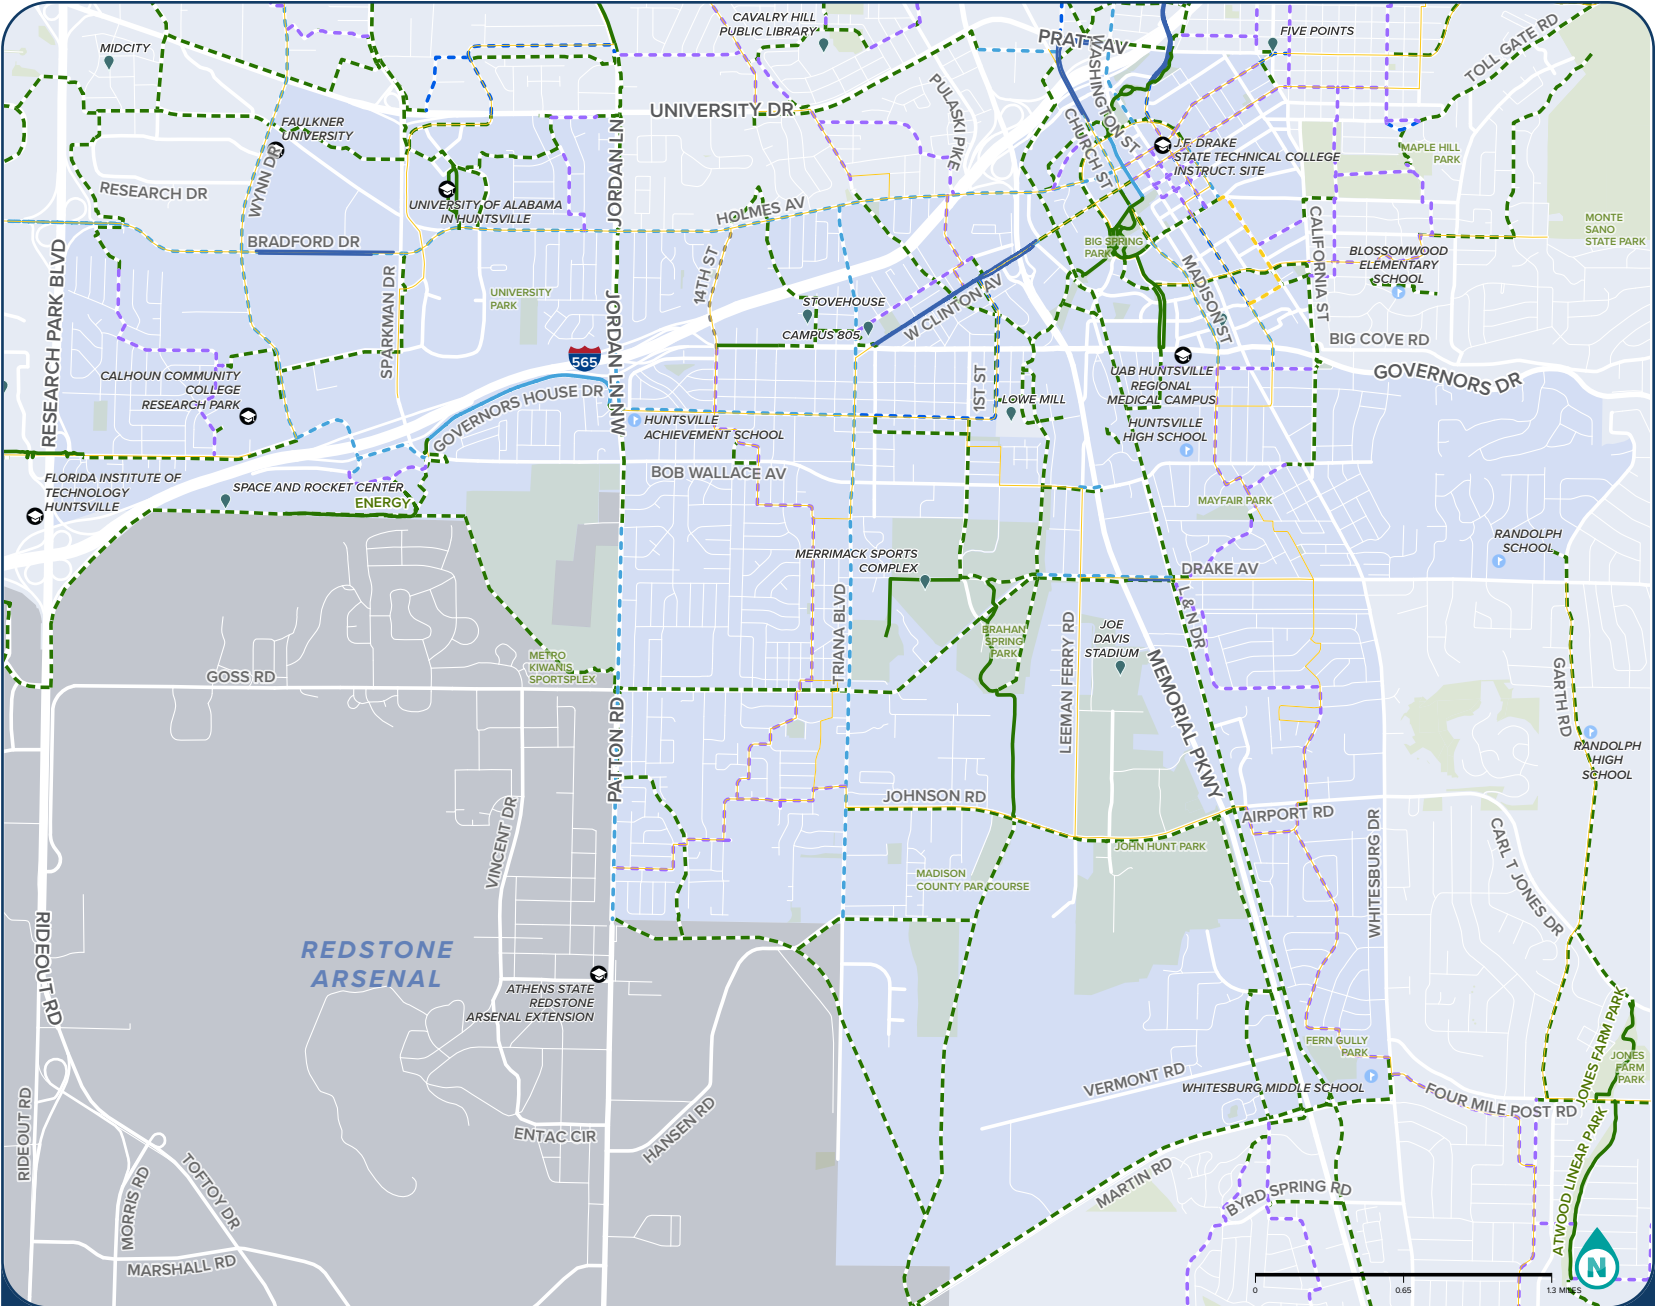 MIDCITY
CAVALRY HILL
PUBLIC LIBRARY
PRATT AV
FIVE POINTS
TOLL GATE RD
WASHINGTON ST
PULASKI PIKE
UNIVERSITY DR
CHURCH ST
FAULKNER
UNIVERSITY
JORDAN LN
J.F. DRAKE
STATE TECHNICAL COLLEGE
INSTRUCT. SITE
MAPLE HILL
PARK
RESEARCH DR
WYNN DR
UNIVERSITY OF ALABAMA
IN HUNTSVILLE
HOLMES AV
MONTE
SANO
STATE PARK
BRADFORD DR
BIG SPRING
PARK
CALIFORNIA ST
BLOSSOMWOOD
ELEMENTARY
SCHOOL
RESEARCH PARK BLVD
SPARKMAN DR
UNIVERSITY
PARK
14TH ST
MADISON ST
STOVEHOUSE
CAMPUS 805
W CLINTON AV
JORDAN LN NW
BIG COVE RD
565
GOVERNORS DR
CALHOUN COMMUNITY
COLLEGE
RESEARCH PARK
GOVERNORS HOUSE DR
1ST ST
LOWE MILL
UAB HUNTSVILLE
REGIONAL
MEDICAL CAMPUS
HUNTSVILLE
ACHIEVEMENT SCHOOL
HUNTSVILLE
HIGH SCHOOL
BOB WALLACE AV
FLORIDA INSTITUTE OF
TECHNOLOGY
HUNTSVILLE
SPACE AND ROCKET CENTER
ENERGY
MAYFAIR PARK
RANDOLPH
SCHOOL
MERRIMACK SPORTS
COMPLEX
DRAKE AV
L & N DR
TRIANA BLVD
BRAHAN
SPRING
PARK
LEEMAN FERRY RD
JOE
DAVIS
STADIUM
METRO
KIWANIS
SPORTSPLEX
GOSS RD
MEMORIAL PKWY
GARTH RD
PATTON RD
RANDOLPH
HIGH
SCHOOL
JOHNSON RD
VINCENT DR
AIRPORT RD
WHITESBURG DR
CARL T JONES DR
JOHN HUNT PARK
MADISON
COUNTY PAR COURSE
RIDEOUT RD
REDSTONE
ARSENAL
ATHENS STATE
REDSTONE
ARSENAL EXTENSION
JONES FARM PARK
FERN GULLY
PARK
JONES
FARM
PARK
VERMONT RD
WHITESBURG MIDDLE SCHOOL
FOUR MILE POST RD
RIDEOUT RD
ENTAC CIR
HANSEN RD
MORRIS RD
TOFTOY DR
MARTIN RD
BYRD SPRING RD
ATWOOD LINEAR PARK
MARSHALL RD
N
0
0.65
1.3 MILES